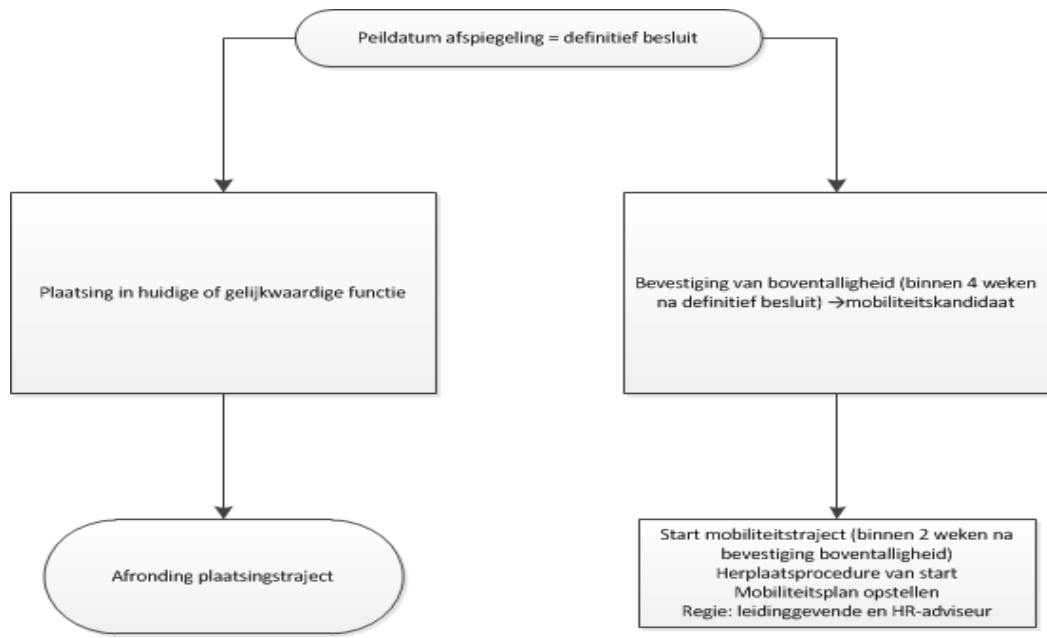 Peildatum afspiegeling = definitief besluit
Plaatsing in huidige of gelijkwaardige functie
Bevestiging van boventalligheid (binnen 4 weken
na definitief besluit) →mobiliteitskandidaat
Afronding plaatsingstraject
Start mobiliteitstraject (binnen 2 weken na
bevestiging boventalligheid)
Herplaatsprocedure van start
Mobiliteitsplan opstellen
Regie: leidinggevende en HR-adviseur